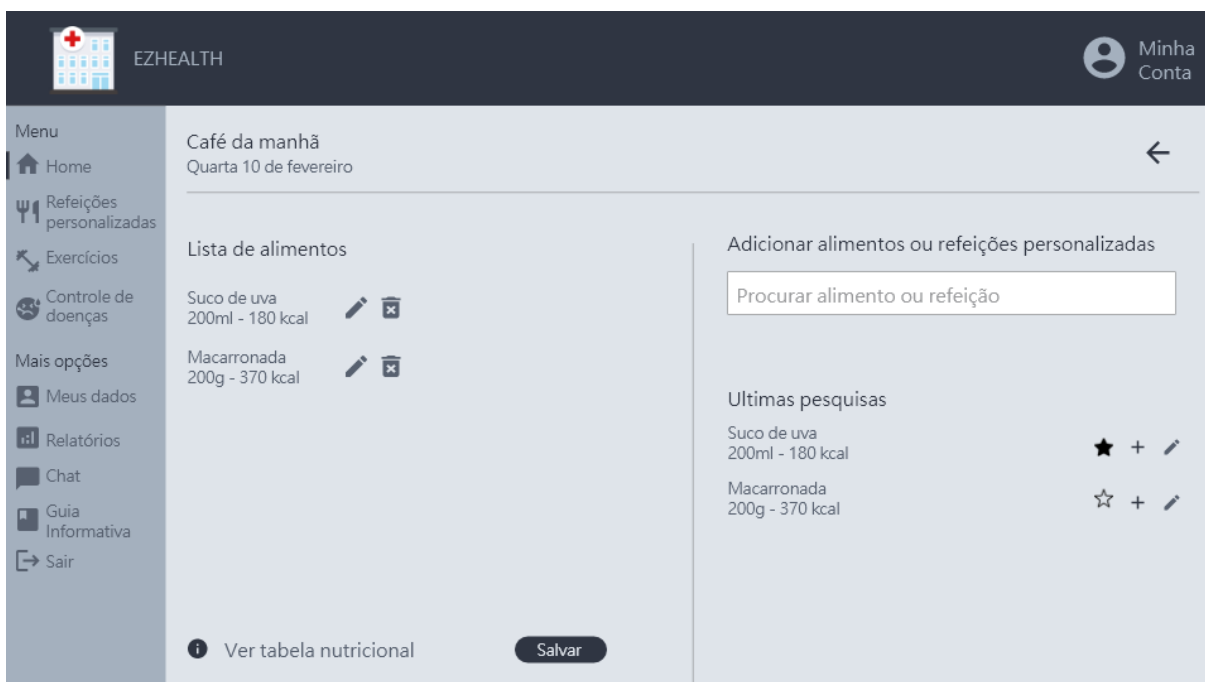 EZHEALTH
Minha
Conta
Menu
Home
Refeições
personalizadas
Exercícios
Controle de
doenças
Mais opções
Meus dados
Relatórios
Chat
Guia
Informativa
Sair
Café da manhã
Quarta 10 de fevereiro
Lista de alimentos
Suco de uva
200ml - 180 kcal
Macarronada
200g - 370 kcal
Ver tabela nutricional
Salvar
Adicionar alimentos ou refeições personalizadas
Procurar alimento ou refeição
Ultimas pesquisas
Suco de uva
200ml - 180 kcal
Macarronada
200g - 370 kcal